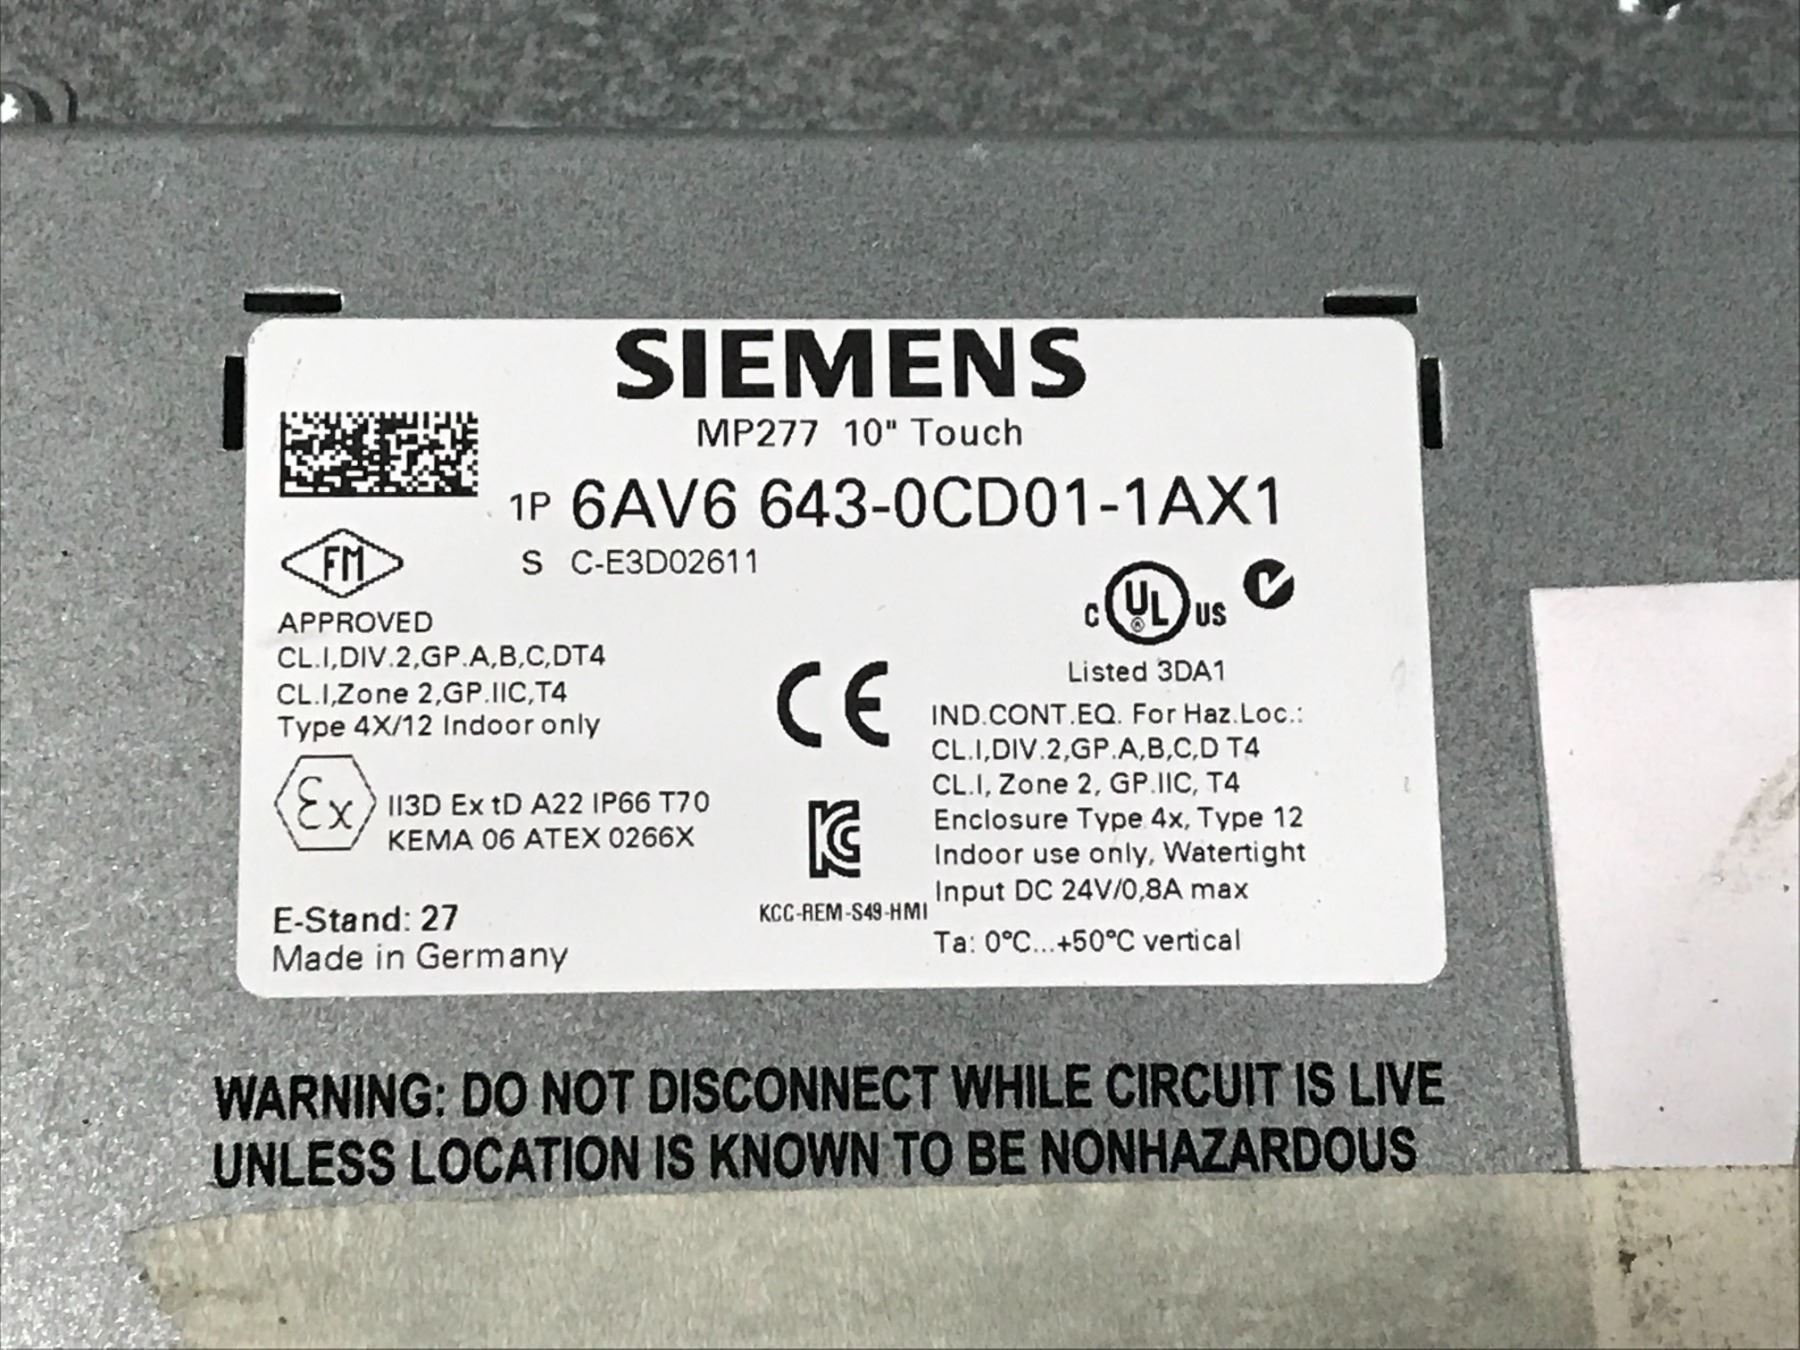 SIEMENS
MP277 10" Touch
1P 6AV6 643-0CD01-1AX1
S C-E3D02611
FM
APPROVED
CL.I,DIV.2,GP.A,B,C,DT4
CL.I,Zone 2,GP.IIC,T4
Type 4X/12 Indoor only
Ex II3D Ex tD A22 IP66 T70
KEMA 06 ATEX 0266X
E-Stand: 27
Made in Germany
CE
KC
KCC-REM-S49-HMI
C UL ® US
Listed 3DA1
IND.CONT.EQ. For Haz.Loc.:
CL.I,DIV.2,GP.A,B,C,D T4
CL.I, Zone 2, GP.IIC, T4
Enclosure Type 4x, Type 12
Indoor use only, Watertight
Input DC 24V/0,8A max
Ta: 0°C...+50°C vertical
WARNING: DO NOT DISCONNECT WHILE CIRCUIT IS LIVE
UNLESS LOCATION IS KNOWN TO BE NONHAZARDOUS